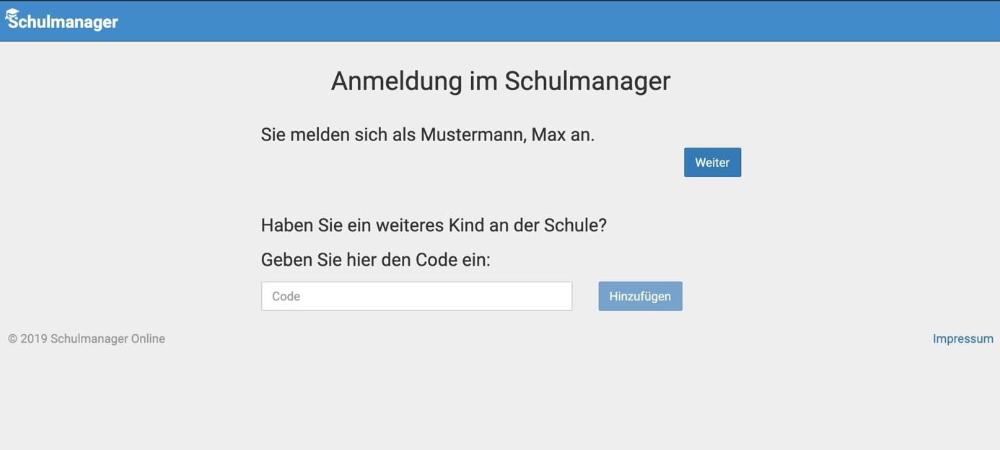 Schulmanager
Anmeldung im Schulmanager
Sie melden sich als Mustermann, Max an.
Weiter
Haben Sie ein weiteres Kind an der Schule?
Geben Sie hier den Code ein:
Code
Hinzufügen
© 2019 Schulmanager Online
Impressum